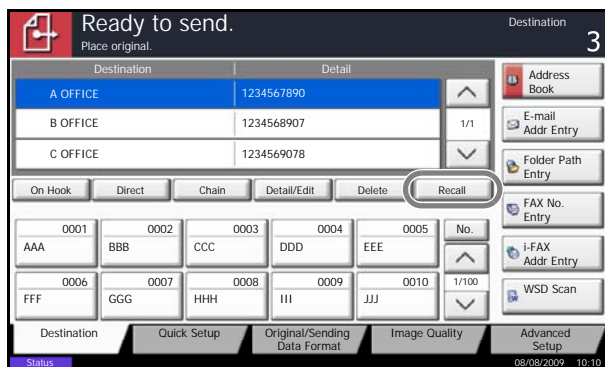 Ready to send.
Destination
Place original.
3
Destination
Detail
A OFFICE
1234567890
B OFFICE
1234568907
1/1
C OFFICE
1234569078
Address
Book
E-mail
Addr Entry
Folder Path
Entry
FAX No.
Entry
i-FAX
Addr Entry
WSD Scan
On Hook
Direct
Chain
Detail/Edit
Delete
Recall
0001
AAA
0002
BBB
0003
CCC
0004
DDD
0005
EEE
No.
0006
FFF
0007
GGG
0008
HHH
0009
III
0010
JJJ
1/100
Destination
Quick Setup
Original/Sending
Data Format
Image Quality
Advanced
Setup
Status
08/08/2009 10:10